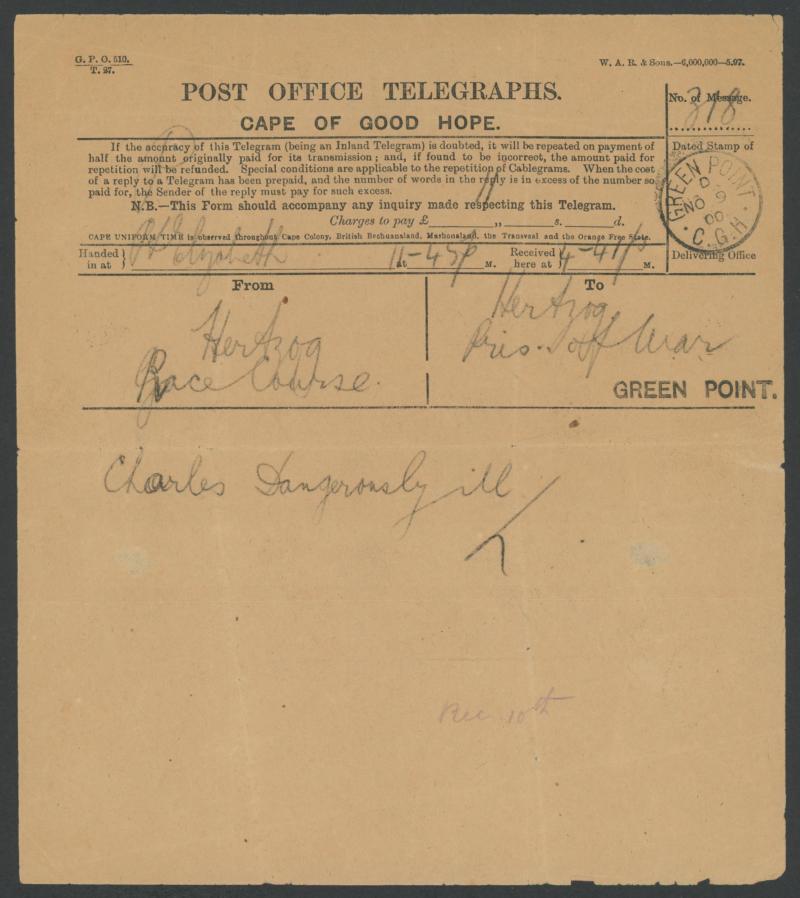 G. P. O. 510.
T. 27.
W. A. R. & Sons.—6,000,000—5.97.
POST OFFICE TELEGRAPHS.
CAPE OF GOOD HOPE.
No. of Message.
318
If the accuracy of this Telegram (being an Inland Telegram) is doubted, it will be repeated on payment of
half the amount originally paid for its transmission; and, if found to be incorrect, the amount paid for
repetition will be refunded. Special conditions are applicable to the repetition of Cablegrams. When the cost
of a reply to a Telegram has been prepaid, and the number of words in the reply is in excess of the number so
paid for, the Sender of the reply must pay for such excess.
N.B.—This Form should accompany any inquiry made respecting this Telegram.
Charges to pay £ ,, s. d.
CAPE UNIFORM TIME is observed throughout Cape Colony, British Bechuanaland, Mashonaland, the Transvaal and the Orange Free State.
Dated Stamp of
GREEN POINT
D
NO 9
00
C.G.H
Delivering Office
Handed in at } Pt Elizabeth at M. Received here at } M.
From
Hertzog
Race Course.
To
Hertzog
Pris. of War
GREEN POINT.
Charles Dangerously ill
Rec. 10th